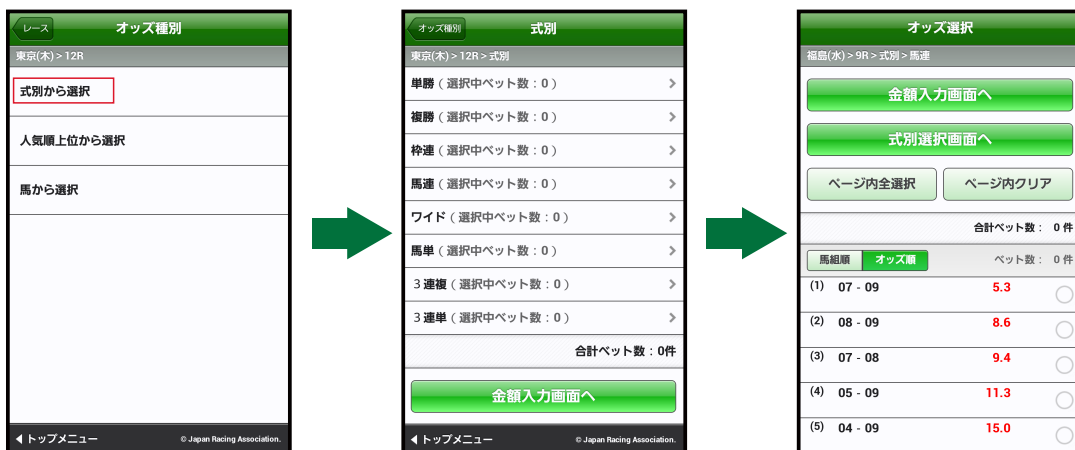 レース
オッズ種別
東京(木)>12R
式別から選択
人気順上位から選択
馬から選択
◀トップメニュー
© Japan Racing Association.
オッズ種別
式別
東京(木)>12R>式別
単勝(選択中ベット数:0)
複勝(選択中ベット数:0)
枠連(選択中ベット数:0)
馬連(選択中ベット数:0)
ワイド(選択中ベット数:0)
馬単(選択中ベット数:0)
3連複(選択中ベット数:0)
3連単(選択中ベット数:0)
合計ベット数:0件
金額入力画面へ
◀トップメニュー
© Japan Racing Association.
オッズ選択
福島(水)>9R>式別>馬連
金額入力画面へ
式別選択画面へ
ページ内全選択 ページ内クリア
合計ベット数: 0件
馬組順 オッズ順 ベット数: 0件
(1) 07 - 09 5.3
(2) 08 - 09 8.6
(3) 07 - 08 9.4
(4) 05 - 09 11.3
(5) 04 - 09 15.0